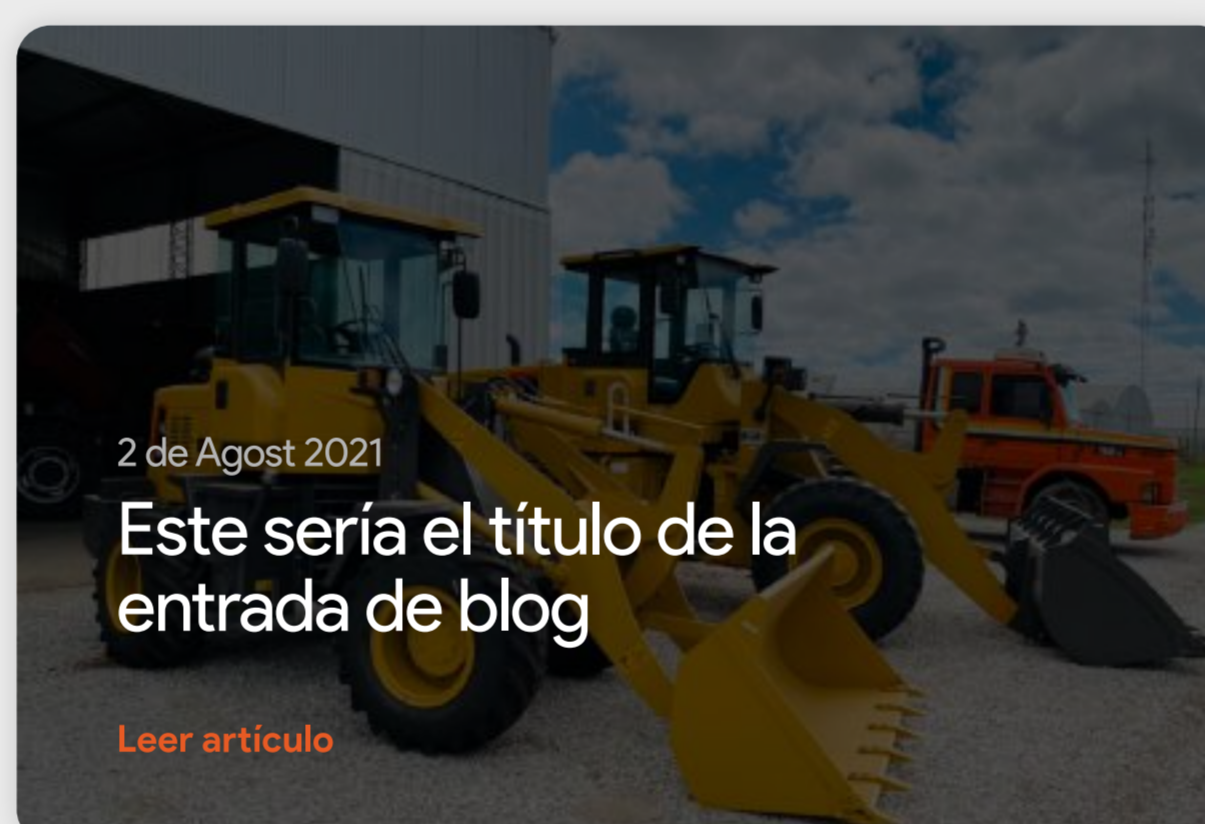 2 de Agost 2021
Este sería el título de la
entrada de blog
Leer artículo